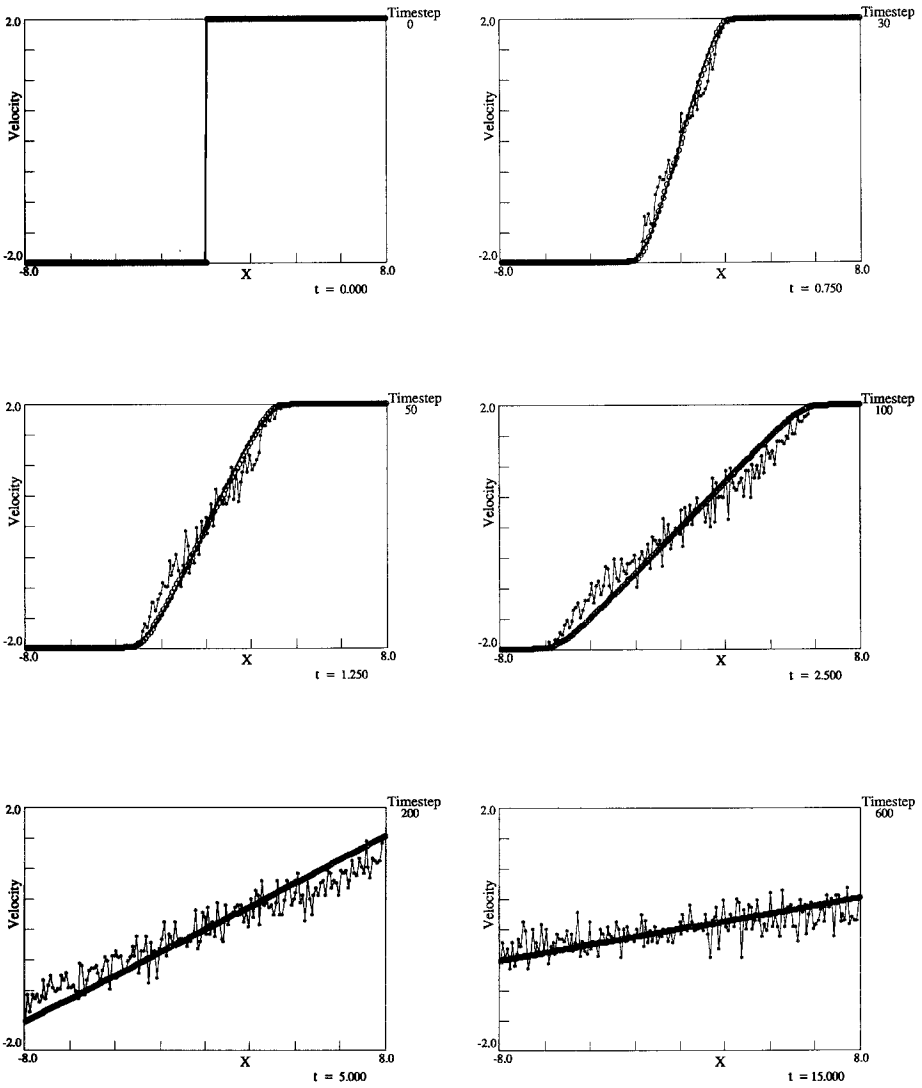 2.0
Timestep
0
Velocity
-2.0
-8.0
X
8.0
t = 0.000
2.0
Timestep
30
Velocity
-2.0
-8.0
X
8.0
t = 0.750
2.0
Timestep
50
Velocity
-2.0
-8.0
X
8.0
t = 1.250
2.0
Timestep
100
Velocity
-2.0
-8.0
X
8.0
t = 2.500
2.0
Timestep
200
Velocity
-2.0
-8.0
X
8.0
t = 5.000
2.0
Timestep
600
Velocity
-2.0
-8.0
X
8.0
t = 15.000